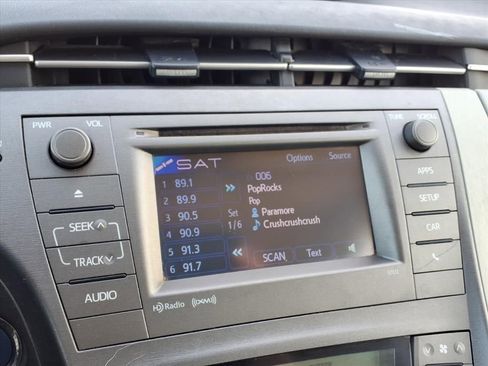 PWR VOL
TUNE SCROLL
SAT
Options Source
1 89.1
006
2 89.9
PopRocks
3 90.5
Pop
4 90.9
Set
1/6
Paramore
5 91.3
Crushcrushcrush
6 91.7
SCAN
Text
SEEK
TRACK
AUDIO
APPS
SETUP
CAR
HD Radio
((XM))